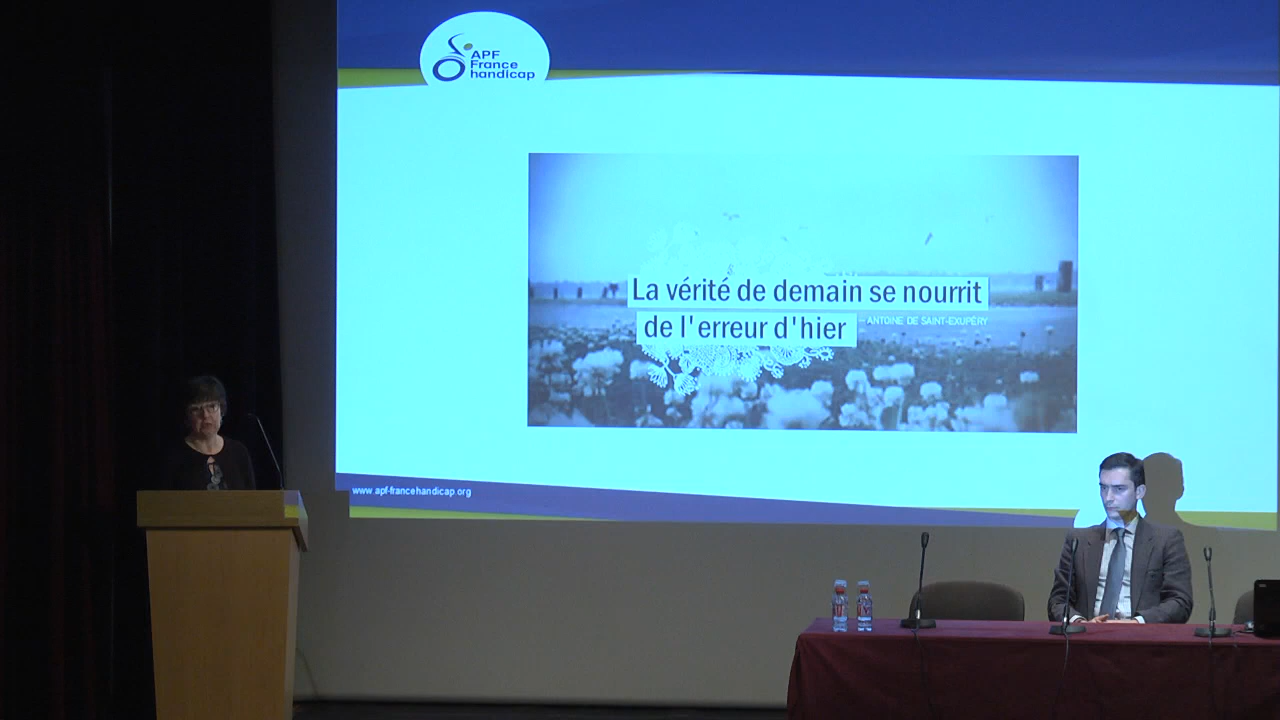 APF
France
handicap
La vérité de demain se nourrit
de l'erreur d'hier
– ANTOINE DE SAINT-EXUPÉRY
www.apf-francehandicap.org